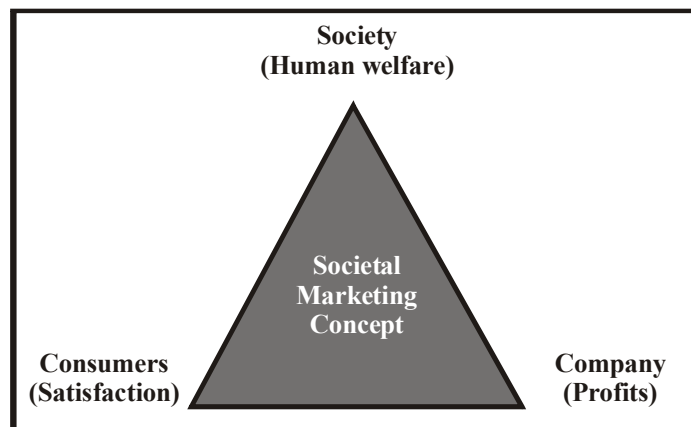 Society
(Human welfare)
Societal
Marketing
Concept
Consumers
(Satisfaction)
Company
(Profits)